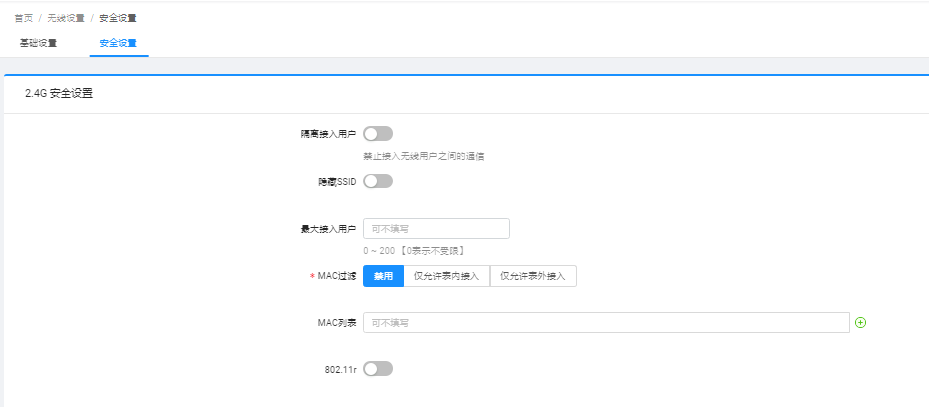 首页 / 无线设置 / 安全设置
基础设置 安全设置
2.4G 安全设置
隔离接入用户
禁止接入无线用户之间的通信
隐藏SSID
最大接入用户 可不填写
0 ~ 200 【0表示不受限】
* MAC过滤 禁用 仅允许表内接入 仅允许表外接入
MAC列表 可不填写
802.11r